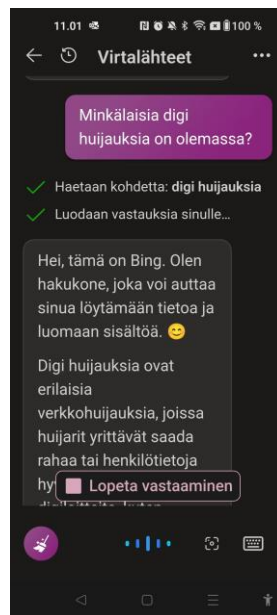 11.01
100 %
Virtalähteet
Minkälaisia digi
huijauksia on olemassa?
Haetaan kohdetta: digi huijauksia
Luodaan vastauksia sinulle...
Hei, tämä on Bing. Olen
hakukone, joka voi auttaa
sinua löytämään tietoa ja
luomaan sisältöä. 😊
Digi huijauksia ovat
erilaisia
verkkohuijauksia, joissa
huijarit yrittävät saada
rahaa tai henkilötietoja
Lopeta vastaaminen